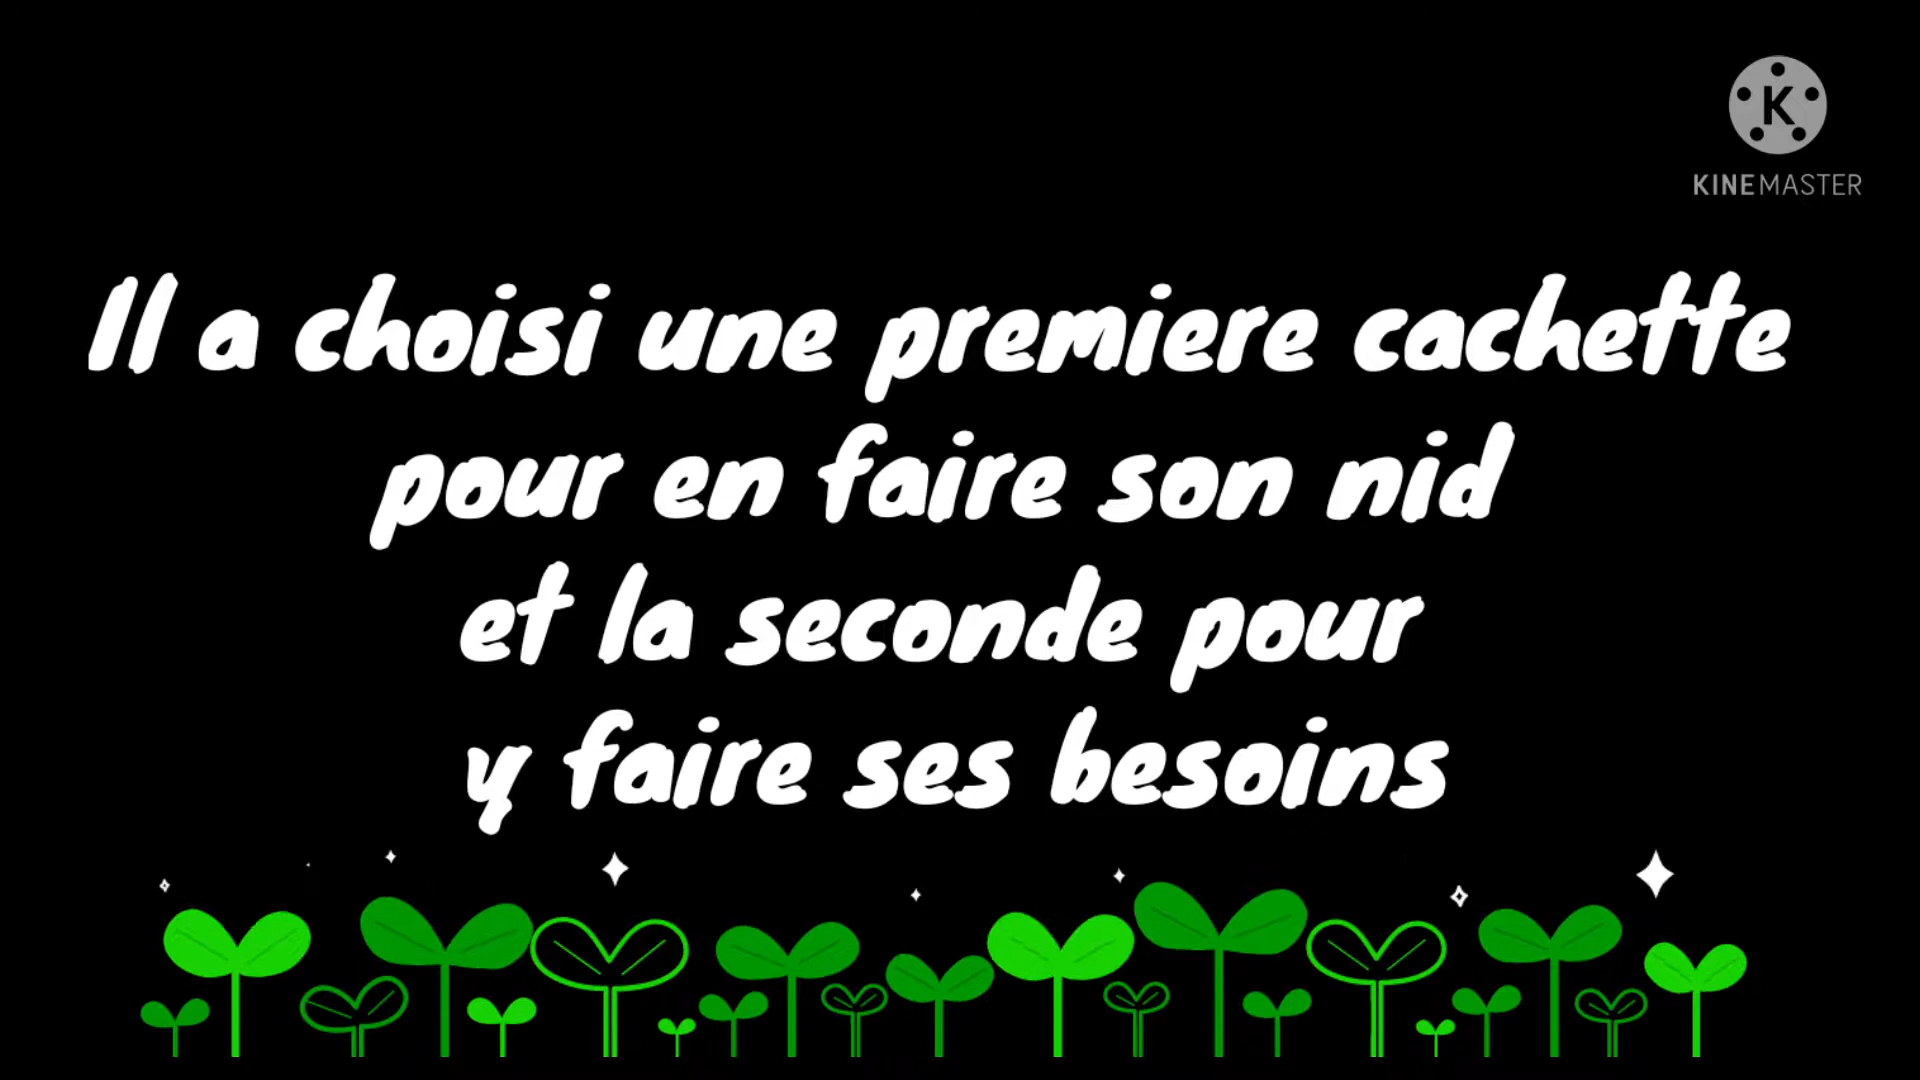 K
KINEMASTER
Il a choisi une premiere cachette
pour en faire son nid
et la seconde pour
y faire ses besoins